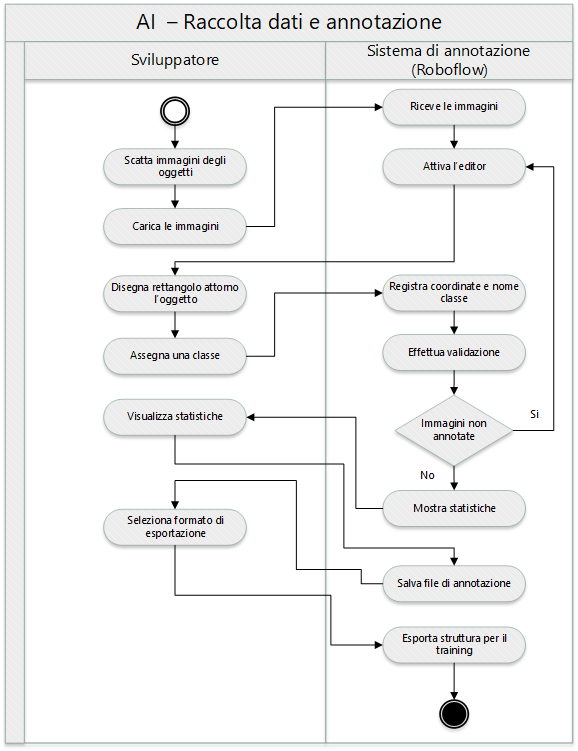 AI – Raccolta dati e annotazione
Sviluppatore
Sistema di annotazione
(Roboflow)
Riceve le immagini
Scatta immagini degli
oggetti
Attiva l'editor
Carica le immagini
Disegna rettangolo attorno
l'oggetto
Registra coordinate e nome
classe
Assegna una classe
Effettua validazione
Visualizza statistiche
Immagini non
annotate
Si
No
Mostra statistiche
Seleziona formato di
esportazione
Salva file di annotazione
Esporta struttura per il
training